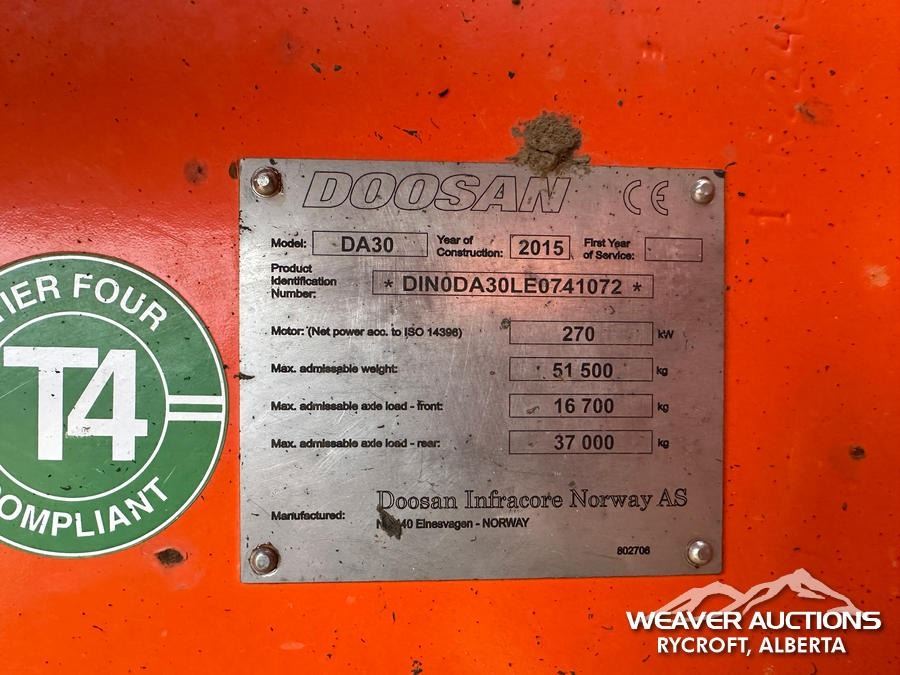 DOOSAN CE
Model: DA30 Year of Construction: 2015 First Year of Service:
Product Identification Number: * DIN0DA30LE0741072 *
Motor: (Net power acc. to ISO 14396) 270 kW
Max. admissable weight: 51 500 kg
Max. admissable axle load - front: 16 700 kg
Max. admissable axle load - rear: 37 000 kg
Manufactured: Doosan Infracore Norway AS
Elnesvagen - NORWAY
802706
TIER FOUR
T4
COMPLIANT
WEAVER AUCTIONS
RYCROFT, ALBERTA